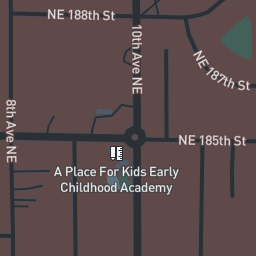 NE 188th St
10th Ave NE
NE 187th St
8th Ave NE
NE 185th St
A Place For Kids Early
Childhood Academy